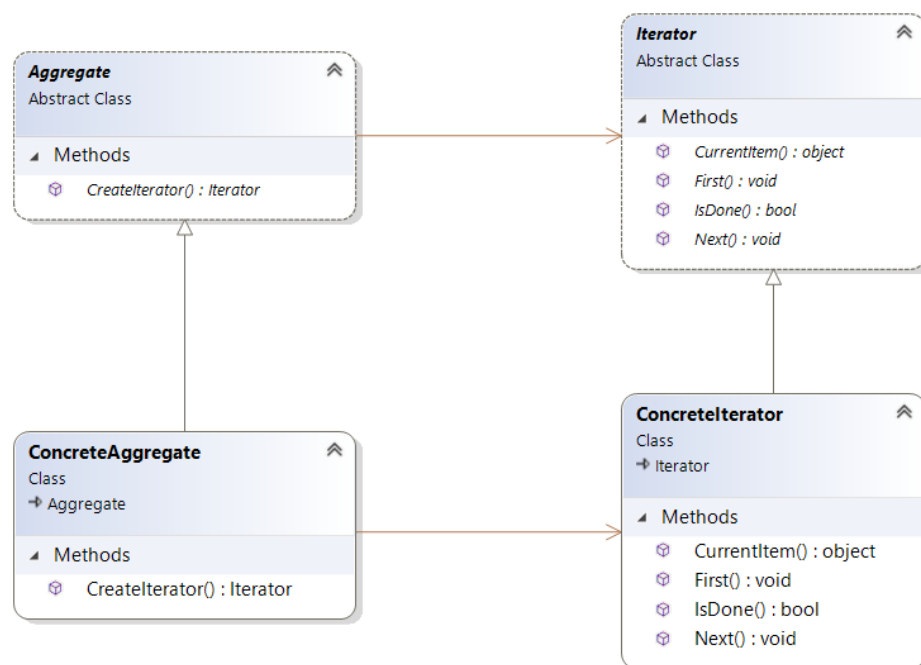 Aggregate
Abstract Class
Methods
CreateIterator() : Iterator
Iterator
Abstract Class
Methods
CurrentItem() : object
First() : void
IsDone() : bool
Next() : void
ConcreteAggregate
Class
Aggregate
Methods
CreateIterator() : Iterator
ConcreteIterator
Class
Iterator
Methods
CurrentItem() : object
First() : void
IsDone() : bool
Next() : void